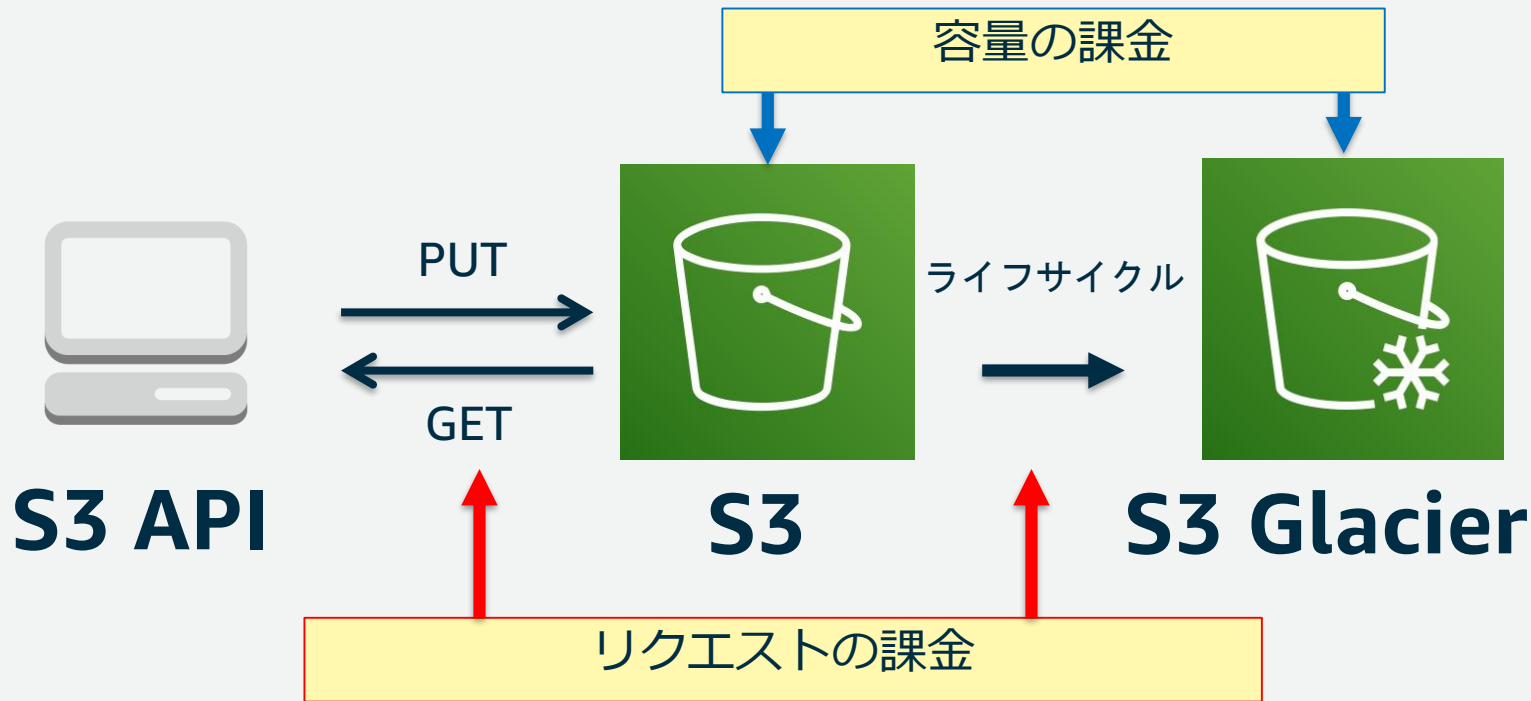 容量の課金
PUT
ライフサイクル
GET
S3 API
S3
S3 Glacier
リクエストの課金